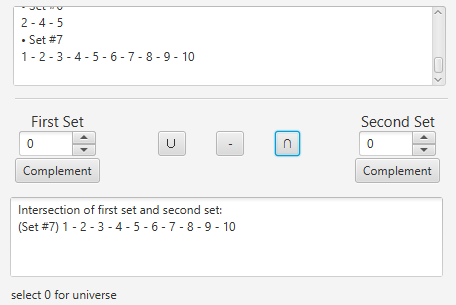 • Set #6
2 - 4 - 5
• Set #7
1 - 2 - 3 - 4 - 5 - 6 - 7 - 8 - 9 - 10
First Set
Second Set
0
∪
-
∩
0
Complement
Complement
Intersection of first set and second set:
(Set #7) 1 - 2 - 3 - 4 - 5 - 6 - 7 - 8 - 9 - 10
select 0 for universe